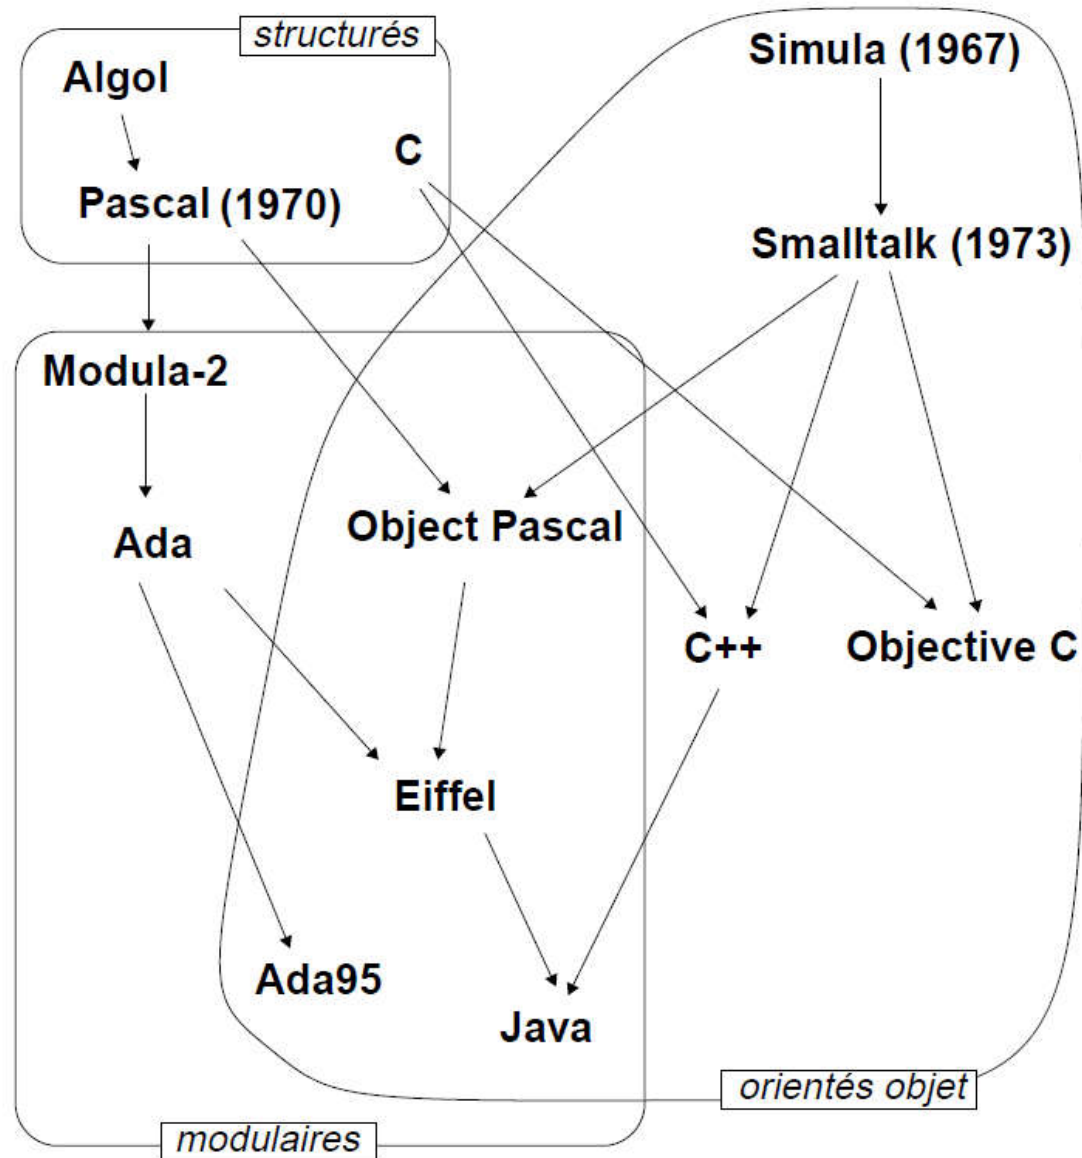 structurés
Simula (1967)
Algol
C
Pascal (1970)
Smalltalk (1973)
Modula-2
Object Pascal
Ada
C++
Objective C
Eiffel
Ada95
Java
orientés objet
modulaires